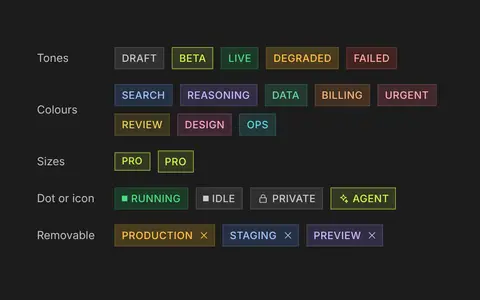 Tones DRAFT BETA LIVE DEGRADED FAILED
Colours SEARCH REASONING DATA BILLING URGENT
REVIEW DESIGN OPS
Sizes PRO PRO
Dot or icon RUNNING IDLE PRIVATE AGENT
Removable PRODUCTION × STAGING × PREVIEW ×